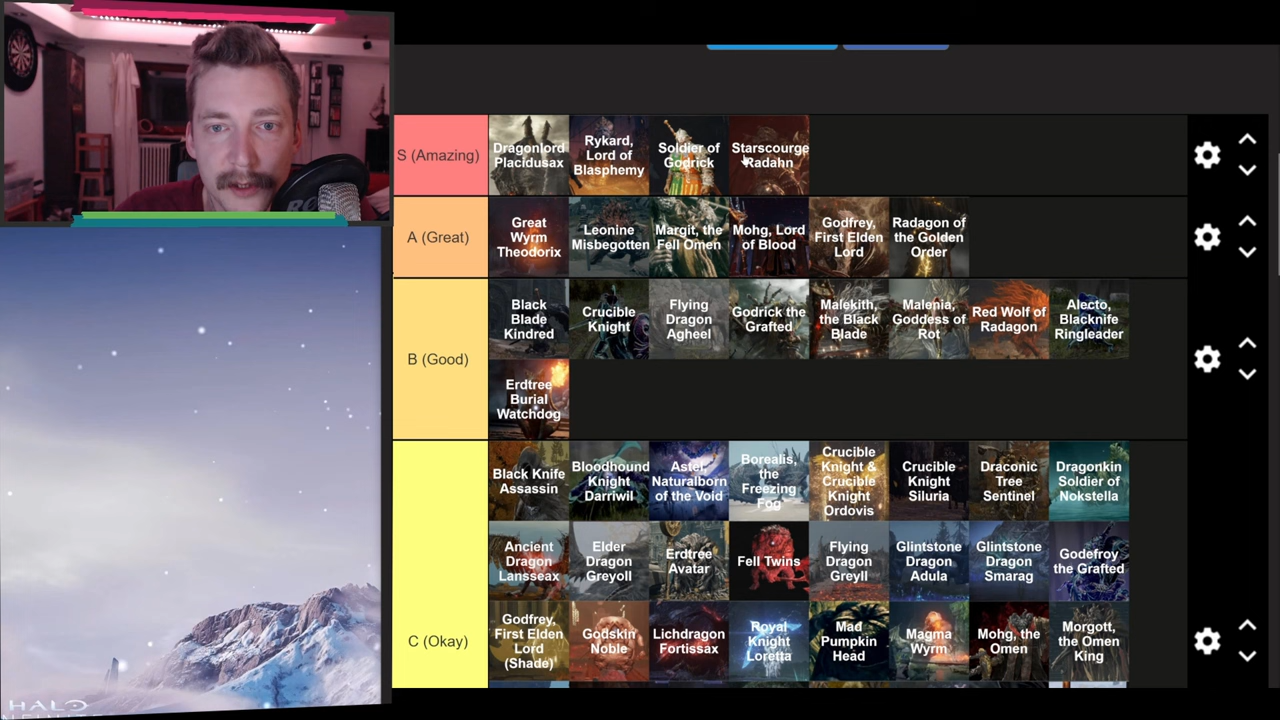 S (Amazing)
Dragonlord
Placidusax
Rykard,
Lord of
Blasphemy
Soldier of
Godrick
Starscourge
Radahn
A (Great)
Great
Wyrm
Theodorix
Leonine
Misbegotten
Margit, the
Fell Omen
Mohg, Lord
of Blood
Godfrey,
First Elden
Lord
Radagon of
the Golden
Order
B (Good)
Black
Blade
Kindred
Crucible
Knight
Flying
Dragon
Agheel
Godrick the
Grafted
Malekith,
the Black
Blade
Malenia,
Goddess of
Rot
Red Wolf of
Radagon
Alecto,
Blacknife
Ringleader
Erdtree
Burial
Watchdog
C (Okay)
Black Knife
Assassin
Bloodhound
Knight
Darriwil
Astel,
Naturalborn
of the Void
Borealis,
the
Freezing
Fog
Crucible
Knight &
Crucible
Knight
Ordovis
Crucible
Knight
Siluria
Draconic
Tree
Sentinel
Dragonkin
Soldier of
Nokstella
Ancient
Dragon
Lansseax
Elder
Dragon
Greyoll
Erdtree
Avatar
Fell Twins
Flying
Dragon
Greyll
Glintstone
Dragon
Adula
Glintstone
Dragon
Smarag
Godefroy
the Grafted
Godfrey,
First Elden
Lord
(Shade)
Godskin
Noble
Lichdragon
Fortissax
Royal
Knight
Loretta
Mad
Pumpkin
Head
Magma
Wyrm
Mohg, the
Omen
Morgott,
the Omen
King
HALO